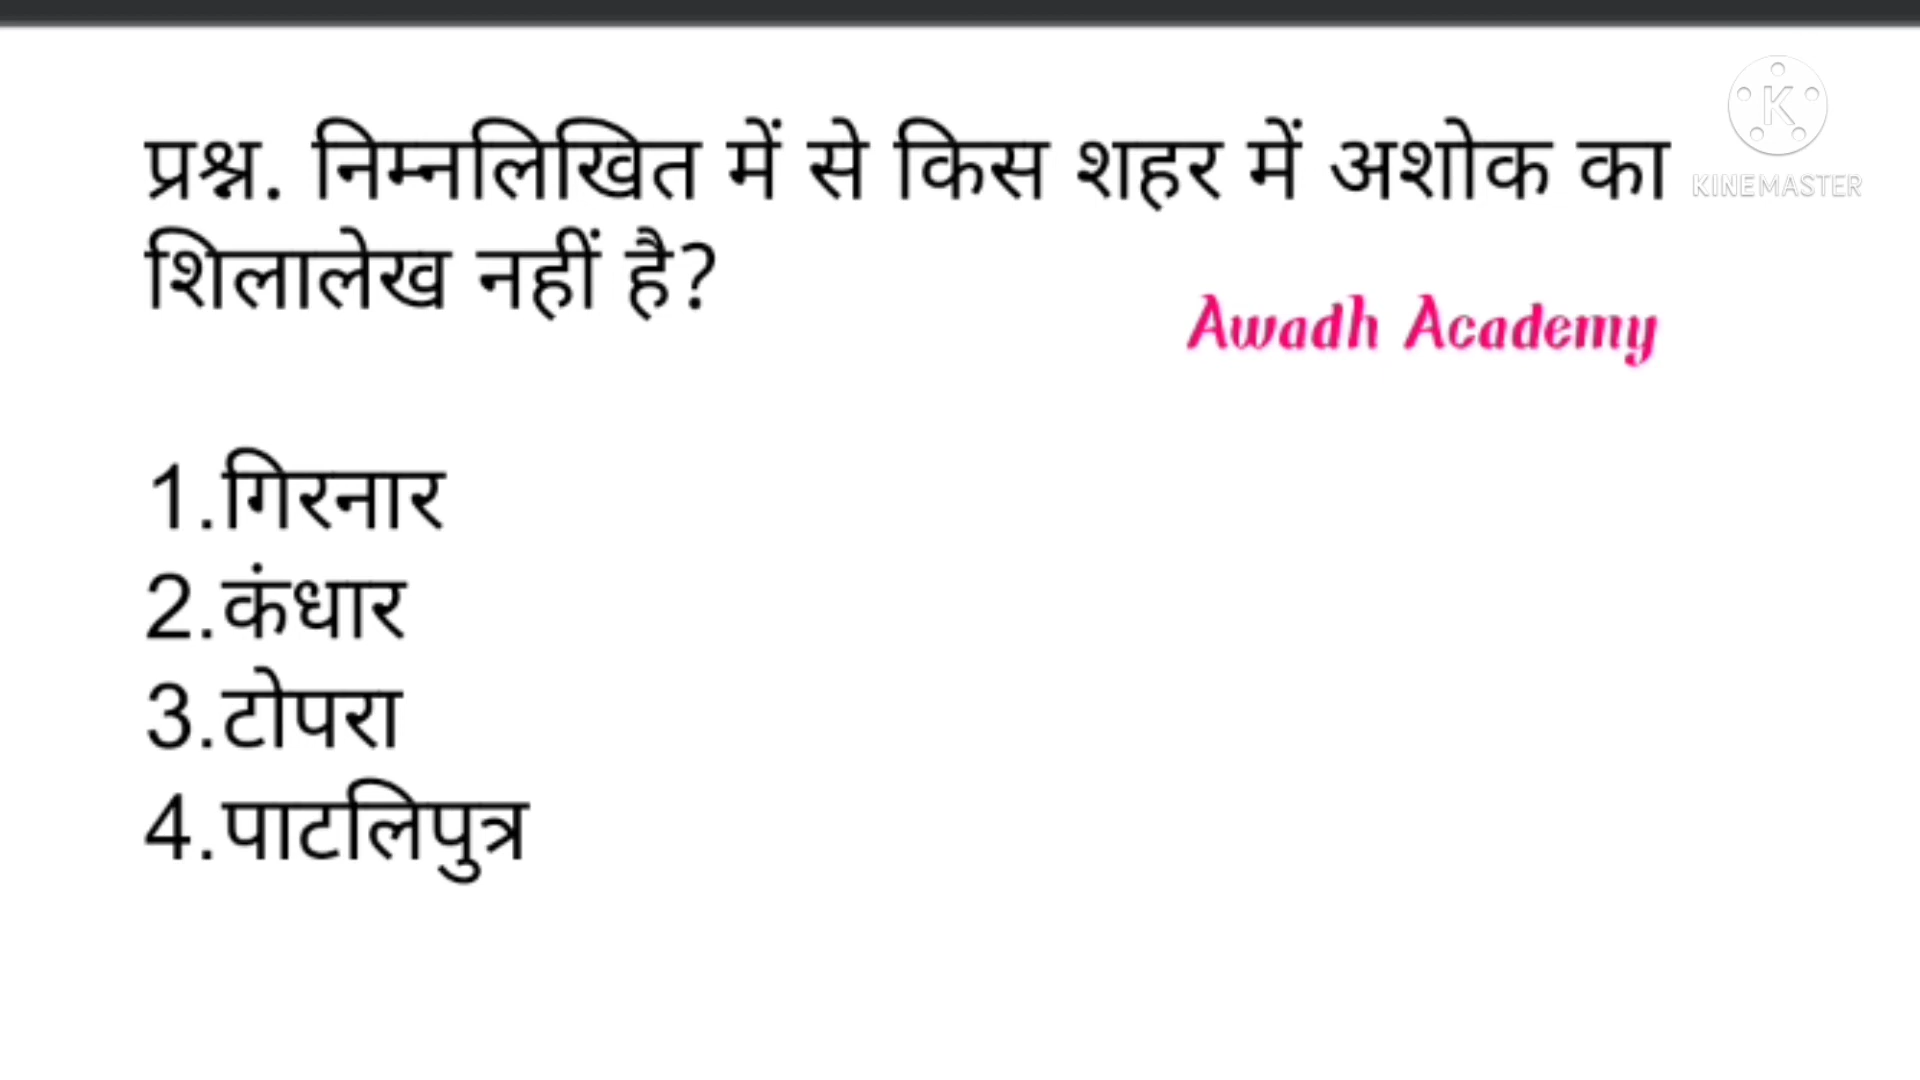 प्रश्न. निम्नलिखित में से किस शहर में अशोक का
शिलालेख नहीं है?
K
KINEMASTER
Awadh Academy
1.गिरनार
2.कंधार
3.टोपरा
4.पाटलिपुत्र